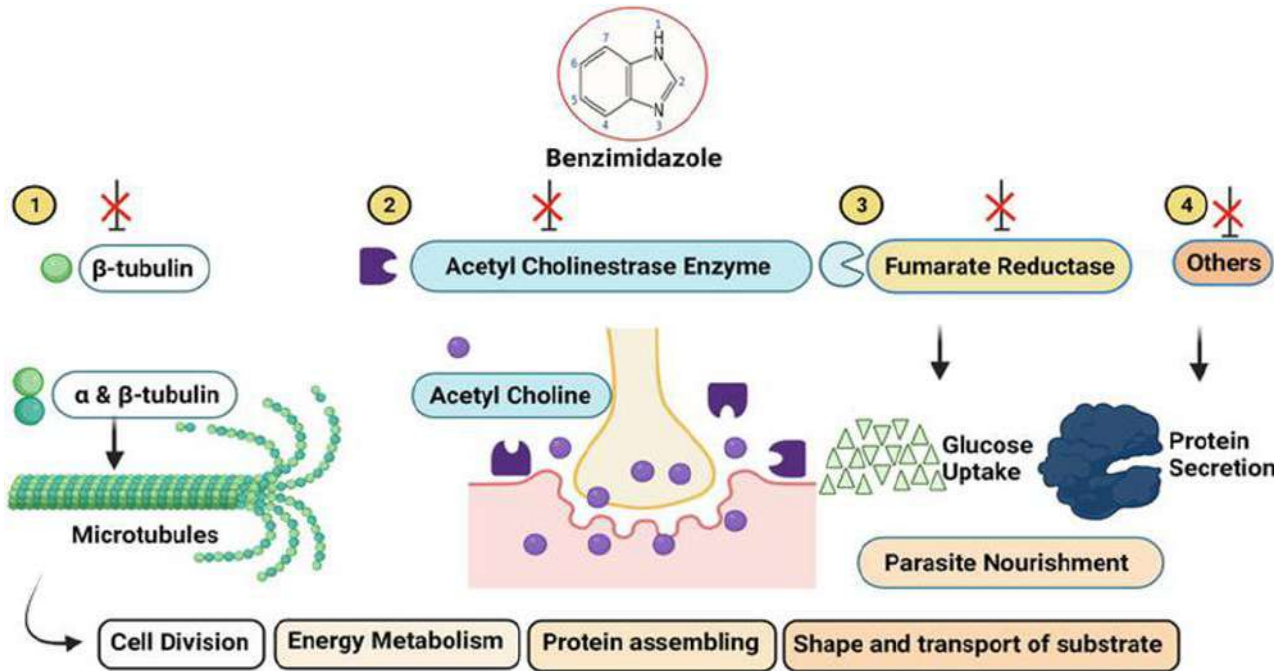 1
H
N
7
6
2
5
N
4
3
Benzimidazole
1
2
3
4
β-tubulin
Acetyl Cholinestrase Enzyme
Fumarate Reductase
Others
α & β-tubulin
Acetyl Choline
Glucose
Uptake
Protein
Secretion
Microtubules
Parasite Nourishment
Cell Division
Energy Metabolism
Protein assembling
Shape and transport of substrate